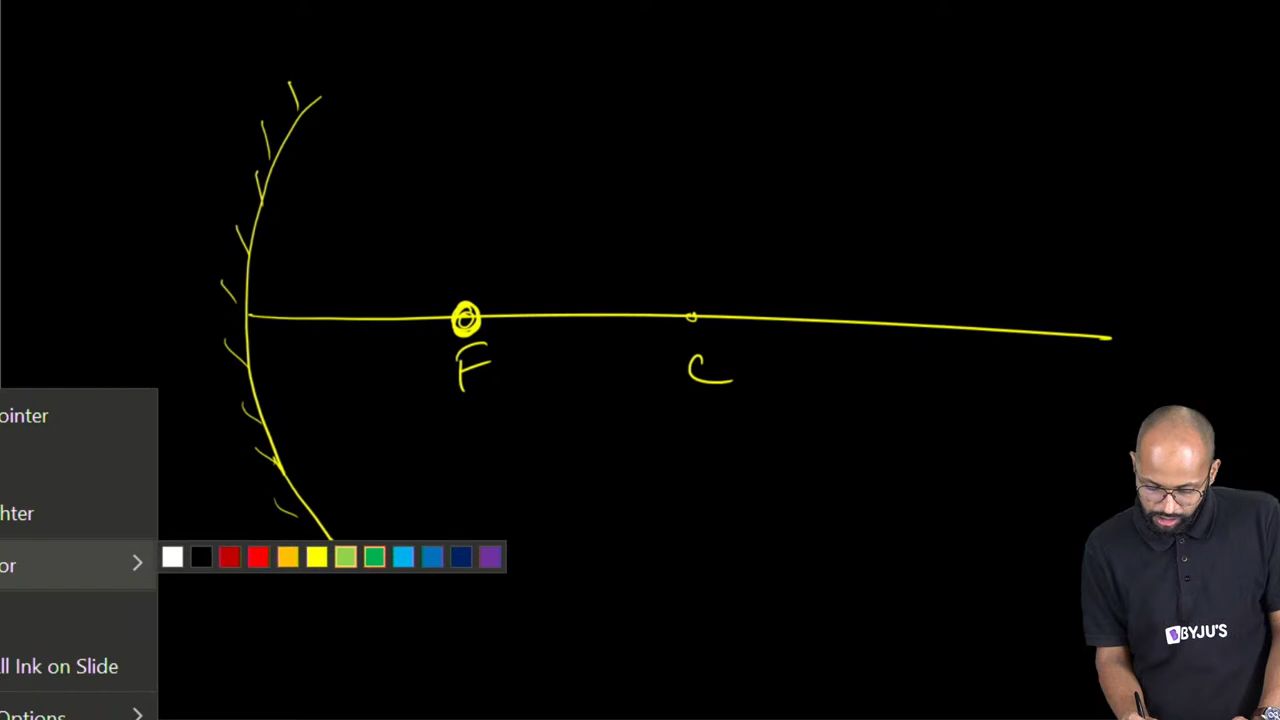 F
C
ointer
hter
or
ll Ink on Slide
Options
BYJU'S